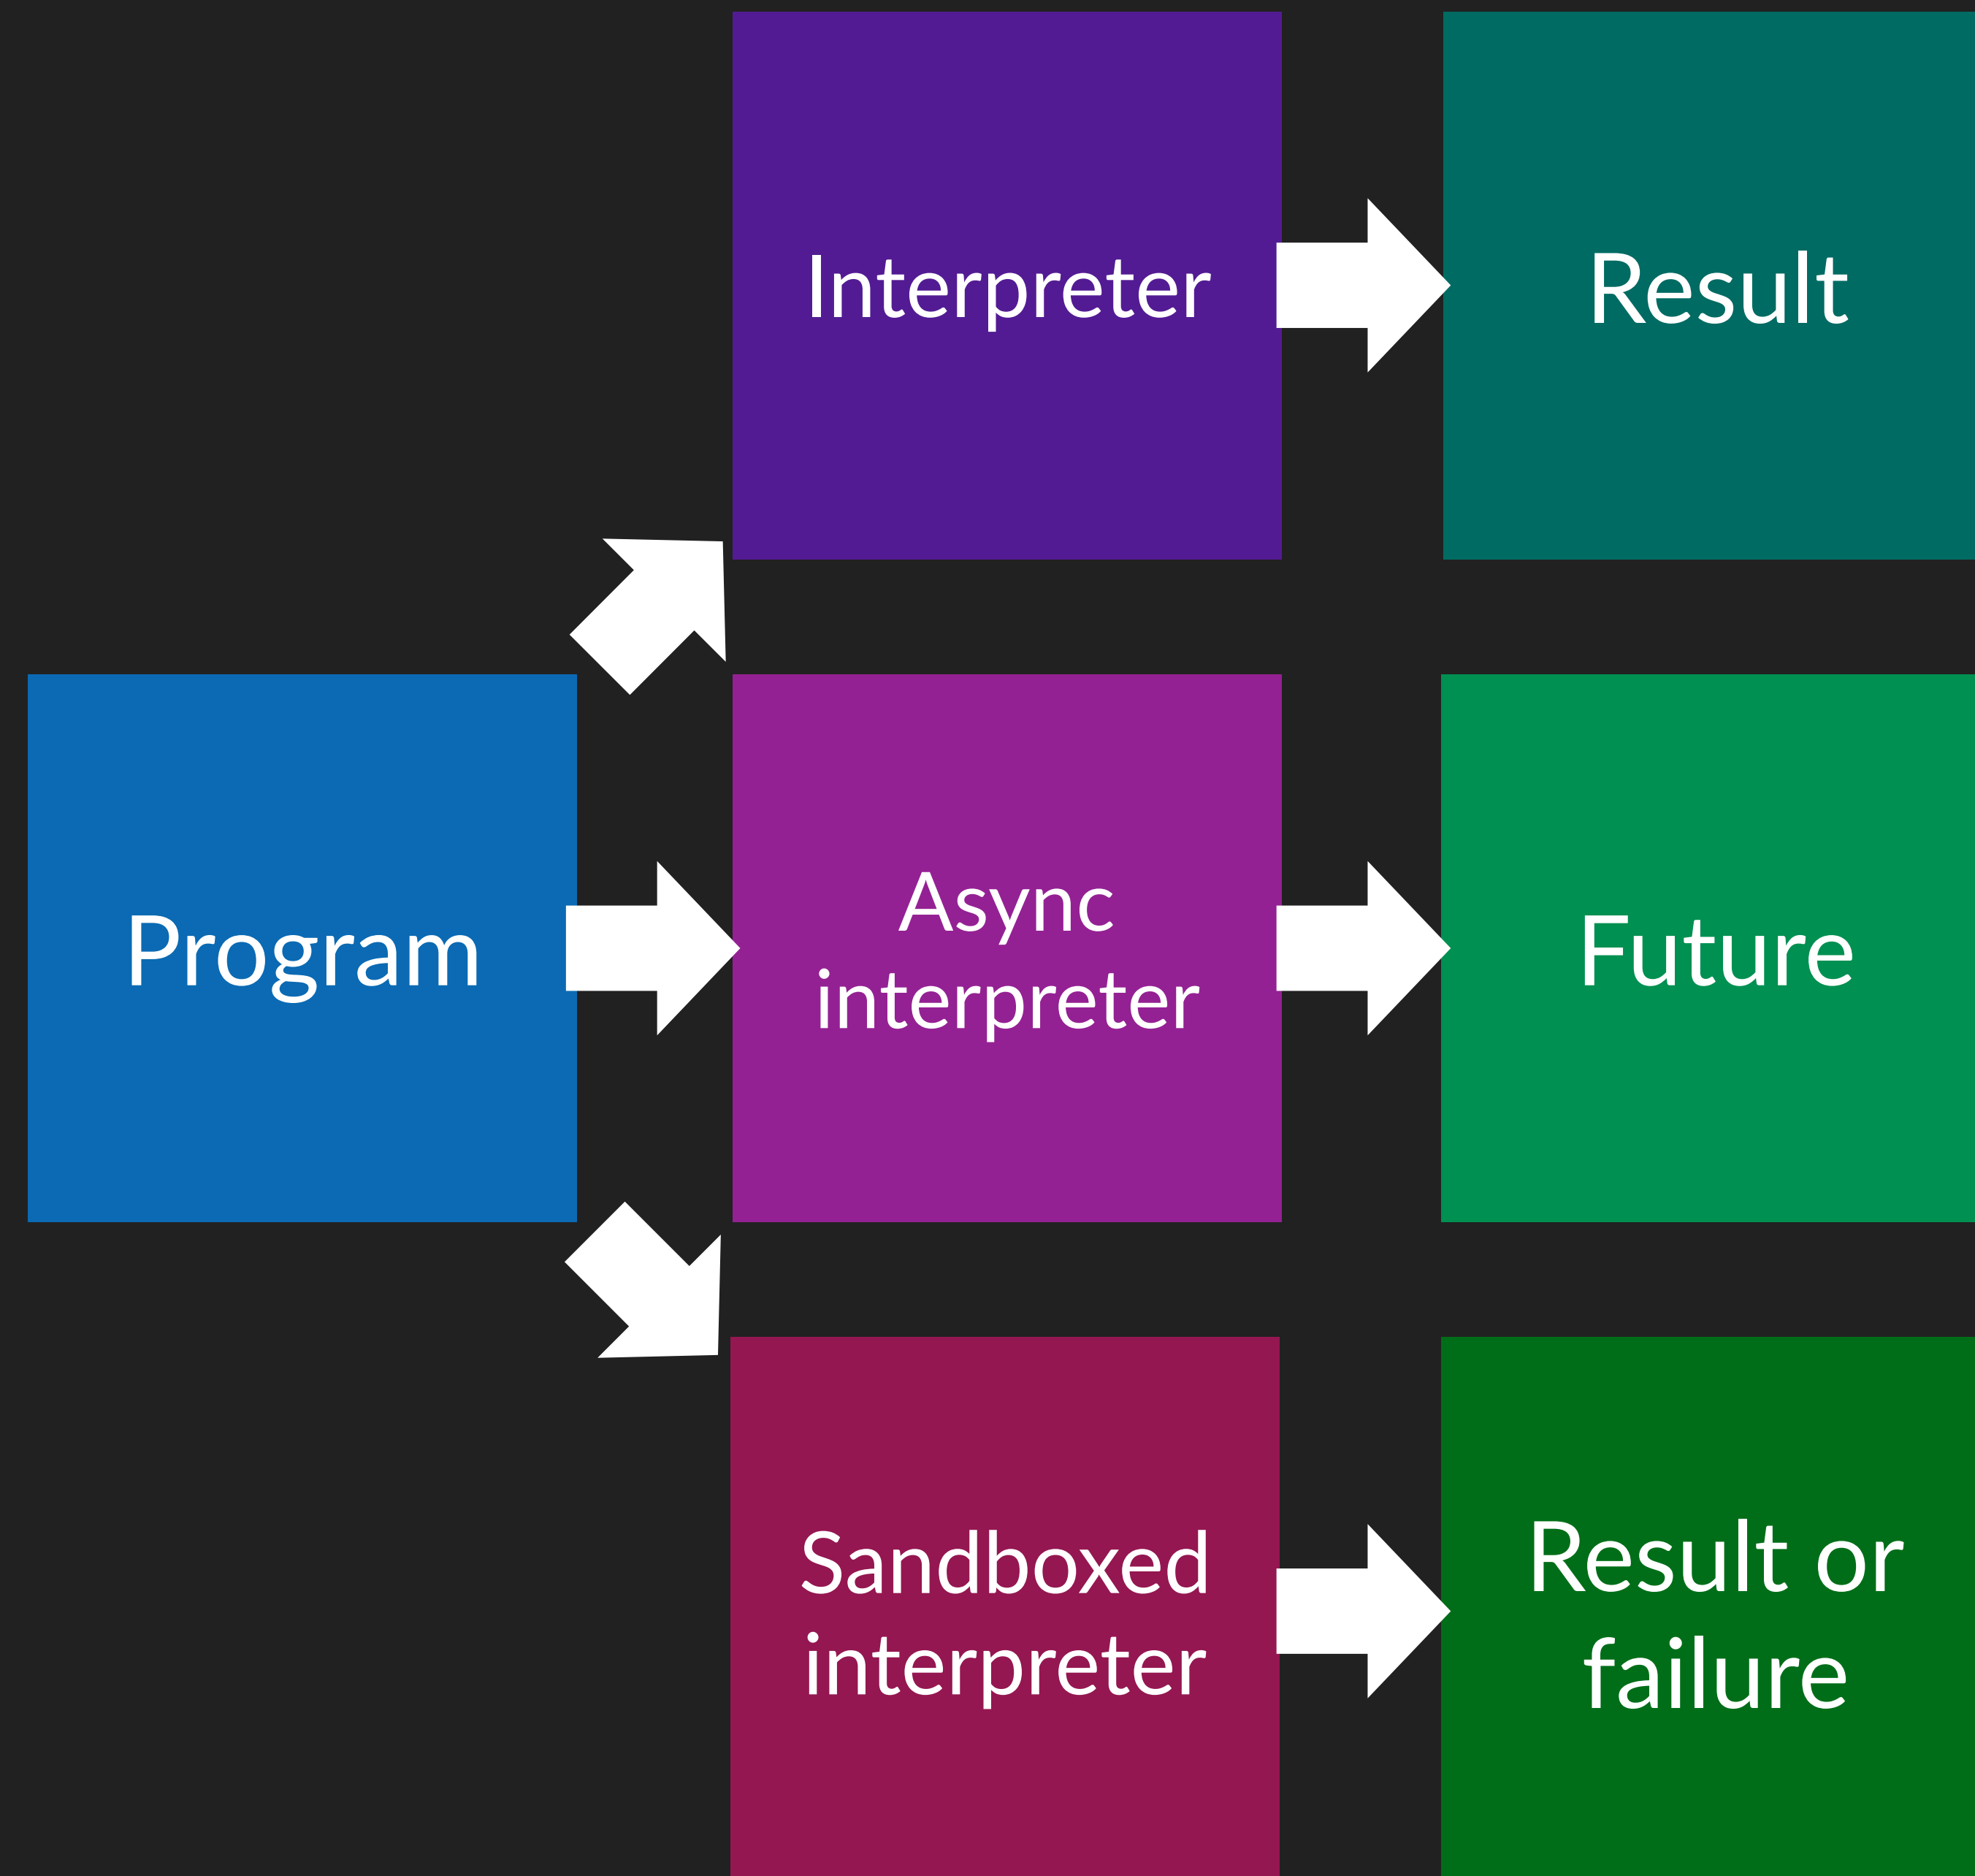 Interpreter
Result
Program
Async
interpreter
Future
Sandboxed
interpreter
Result or
failure